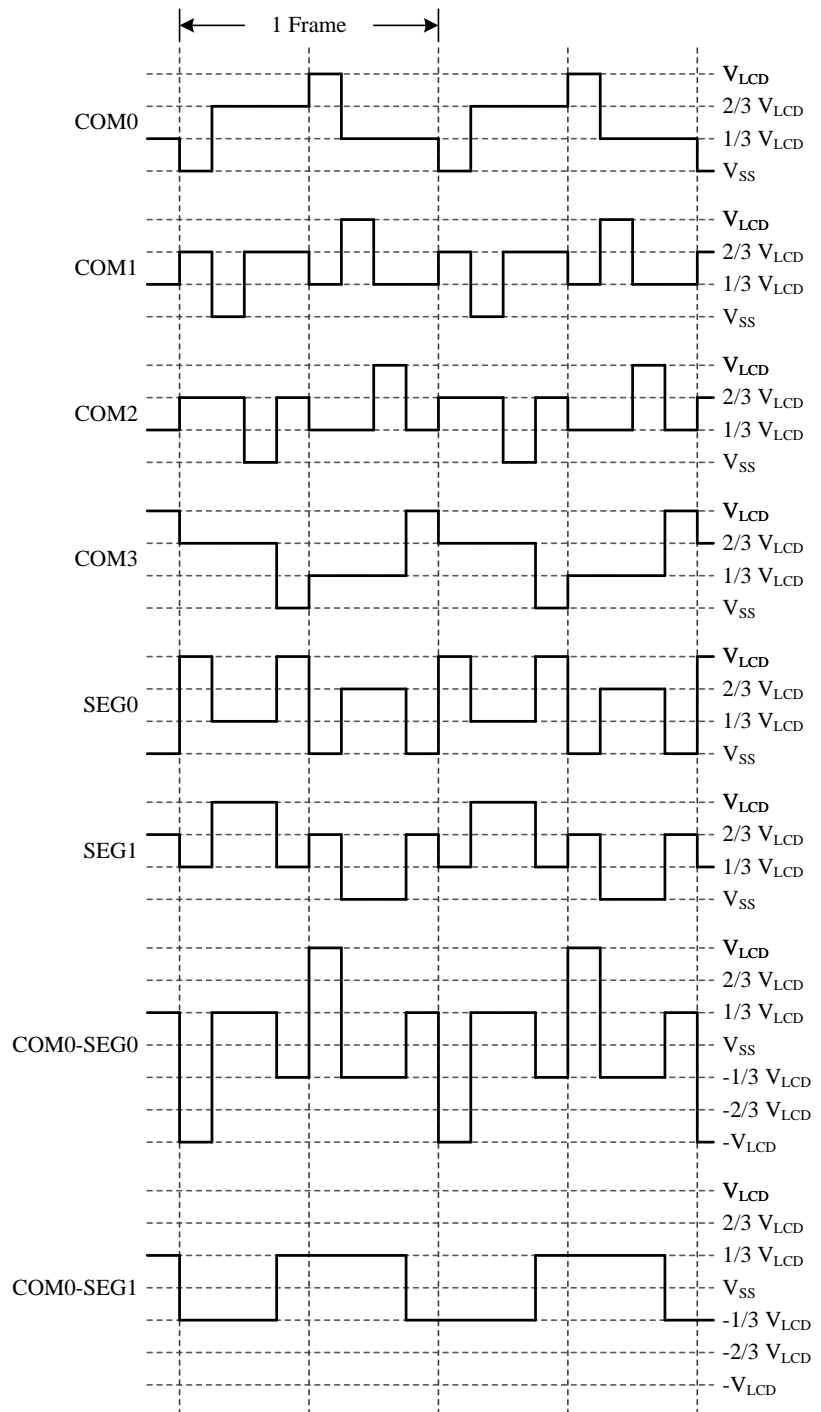 1 Frame
V_LCD
2/3 V_LCD
COM0
1/3 V_LCD
V_SS
V_LCD
2/3 V_LCD
COM1
1/3 V_LCD
V_SS
V_LCD
2/3 V_LCD
COM2
1/3 V_LCD
V_SS
V_LCD
2/3 V_LCD
COM3
1/3 V_LCD
V_SS
V_LCD
2/3 V_LCD
SEG0
1/3 V_LCD
V_SS
V_LCD
2/3 V_LCD
SEG1
1/3 V_LCD
V_SS
V_LCD
2/3 V_LCD
1/3 V_LCD
COM0-SEG0
V_SS
-1/3 V_LCD
-2/3 V_LCD
-V_LCD
V_LCD
2/3 V_LCD
1/3 V_LCD
COM0-SEG1
V_SS
-1/3 V_LCD
-2/3 V_LCD
-V_LCD